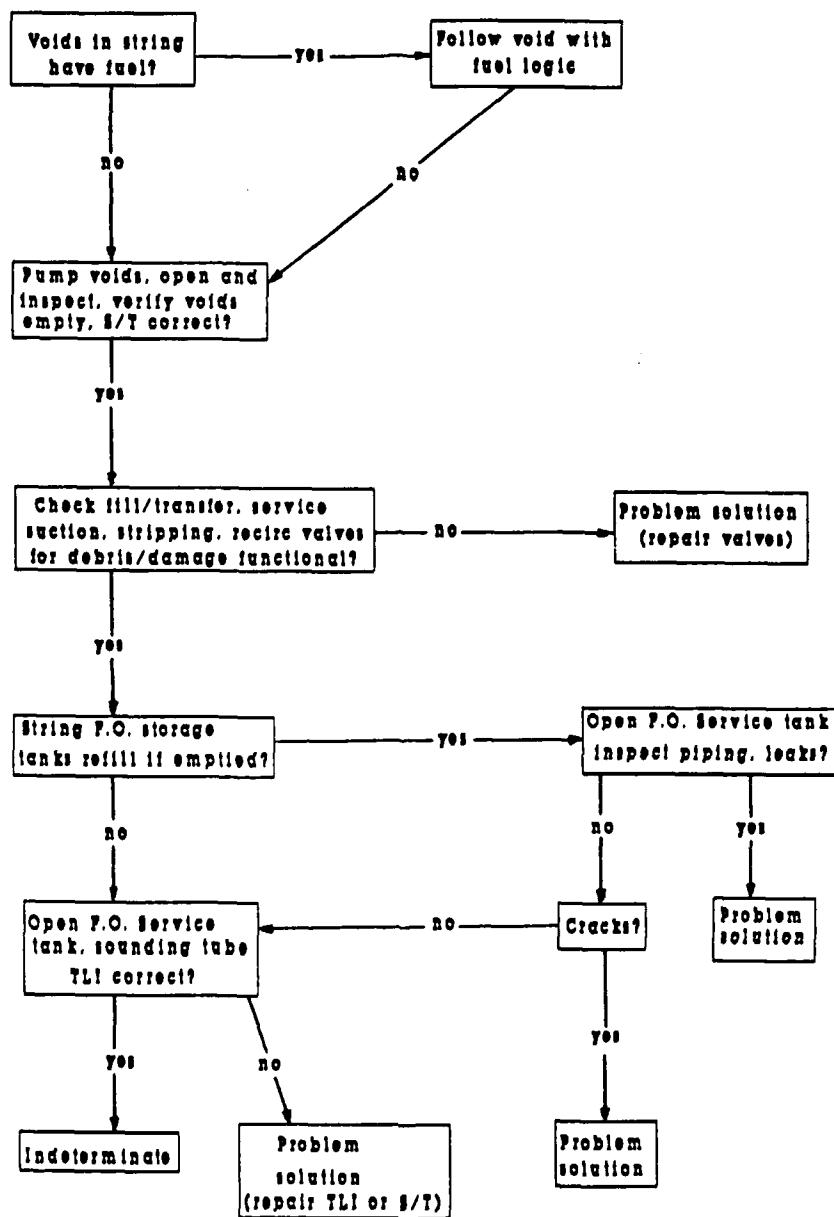 Voids in string
have fuel?
yes
Follow void with
fuel logic
no
no
Pump voids, open and
inspect, verify voids
empty, S/T correct?
yes
Check fill/transfer, service
suction, stripping, recirc valves
for debris/damage functional?
no
Problem solution
(repair valves)
yes
String F.O. storage
tanks refill if emptied?
yes
Open F.O. Service tank
inspect piping, leaks?
no
no
yes
Open F.O. Service
tank, sounding tube
TLI correct?
no
Cracks?
Problem
solution
yes
no
yes
Indeterminate
Problem
solution
(repair TLI or S/T)
Problem
solution